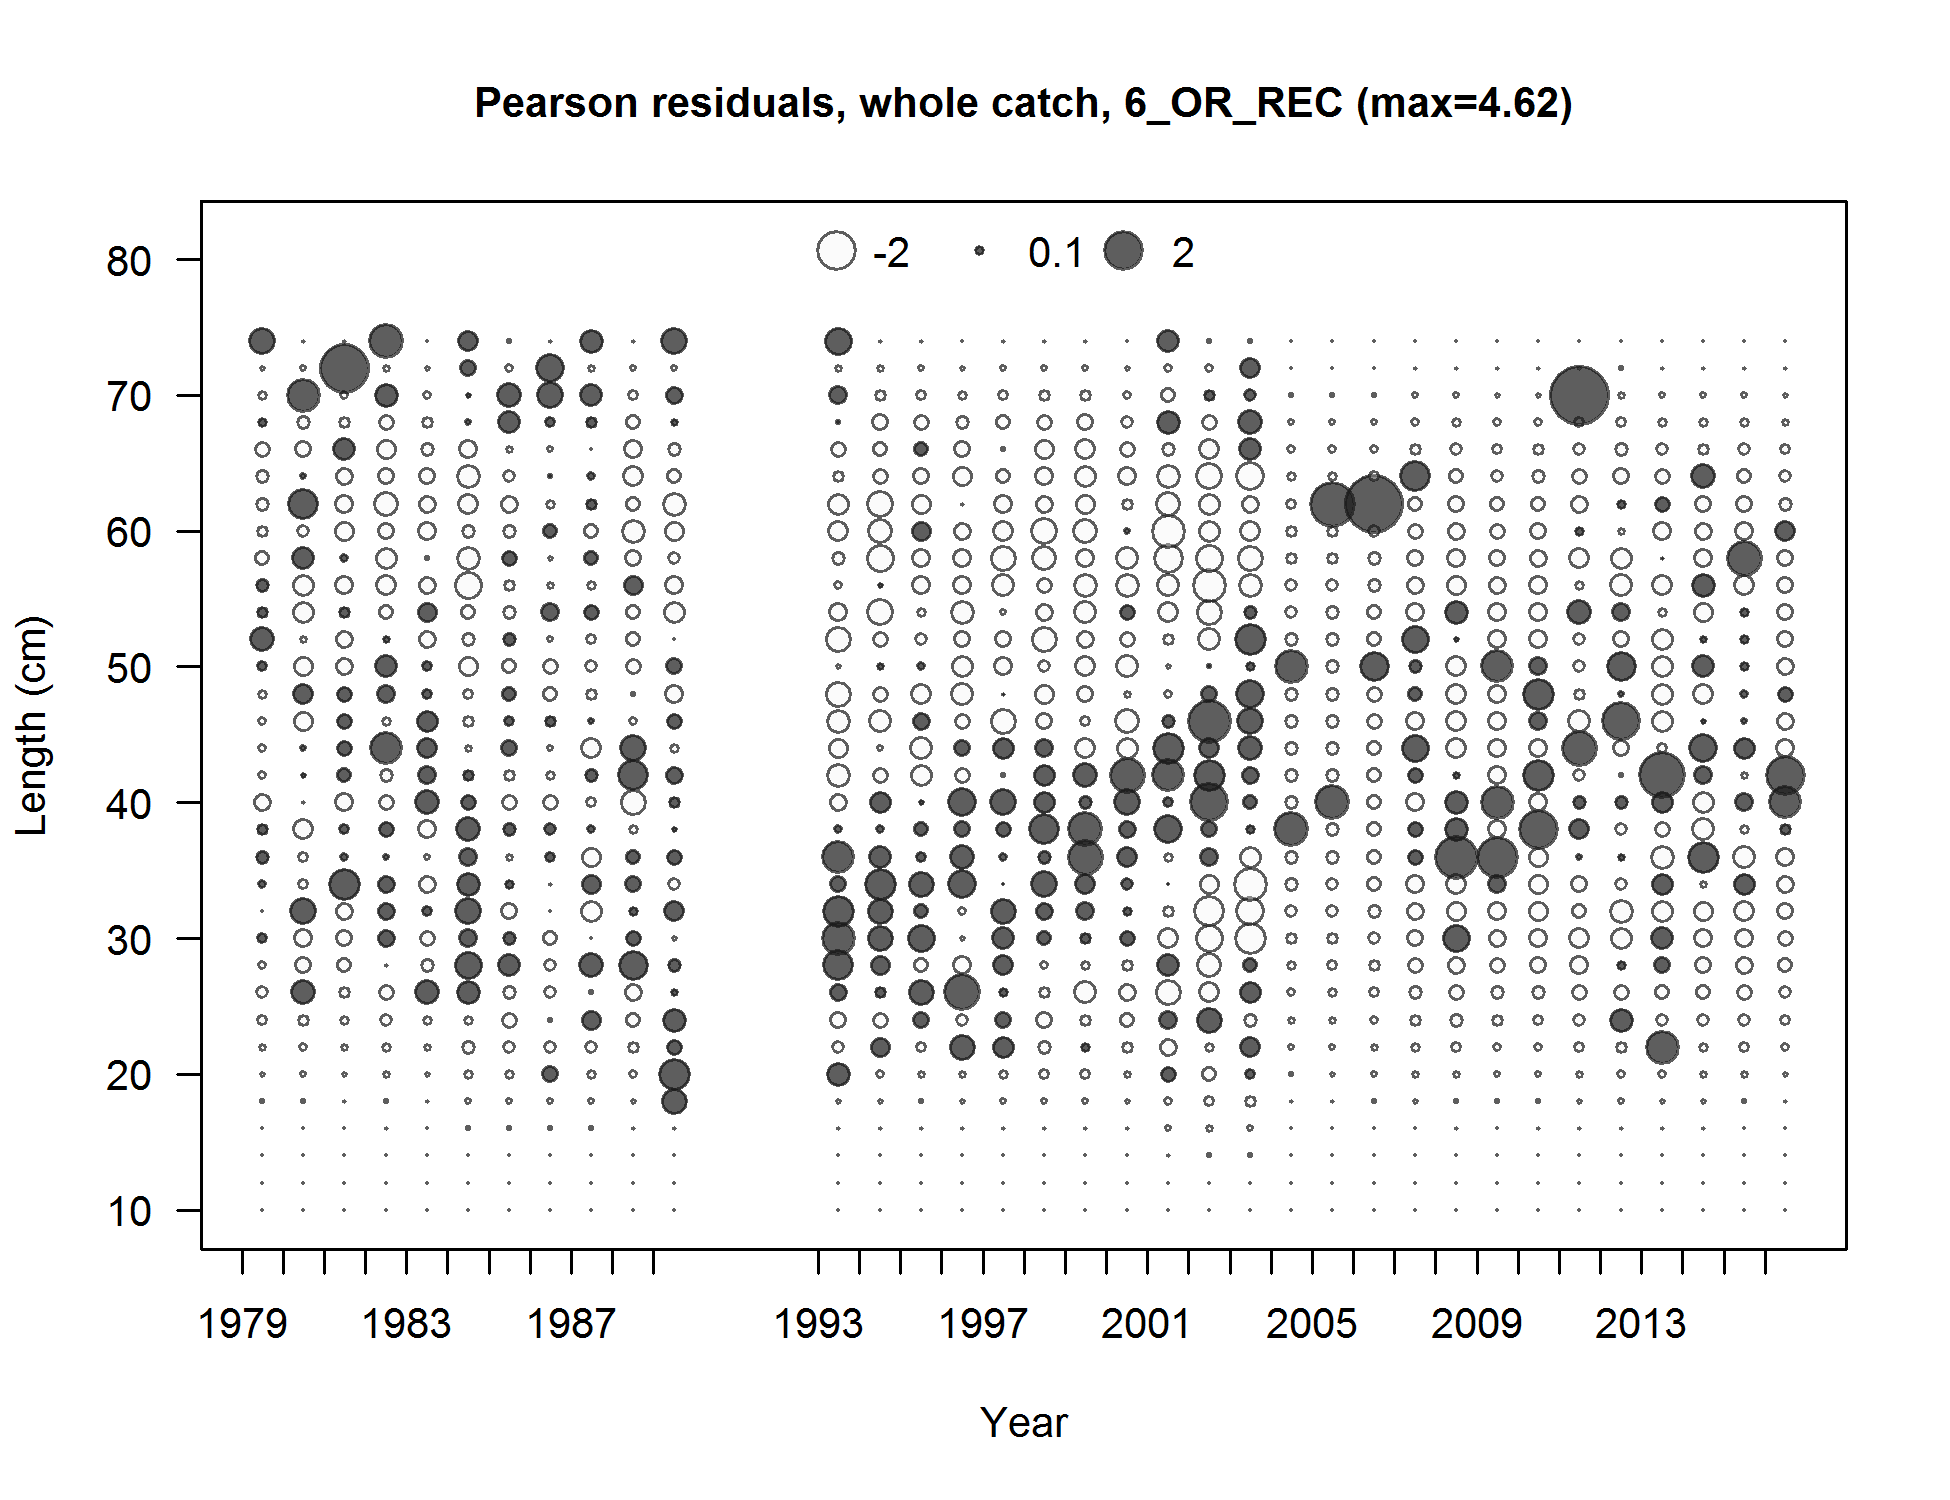 Pearson residuals, whole catch, 6_OR_REC (max=4.62)
-2 0.1 2
80
70
60
50
40
30
20
10
Length (cm)
1979 1983 1987 1993 1997 2001 2005 2009 2013
Year